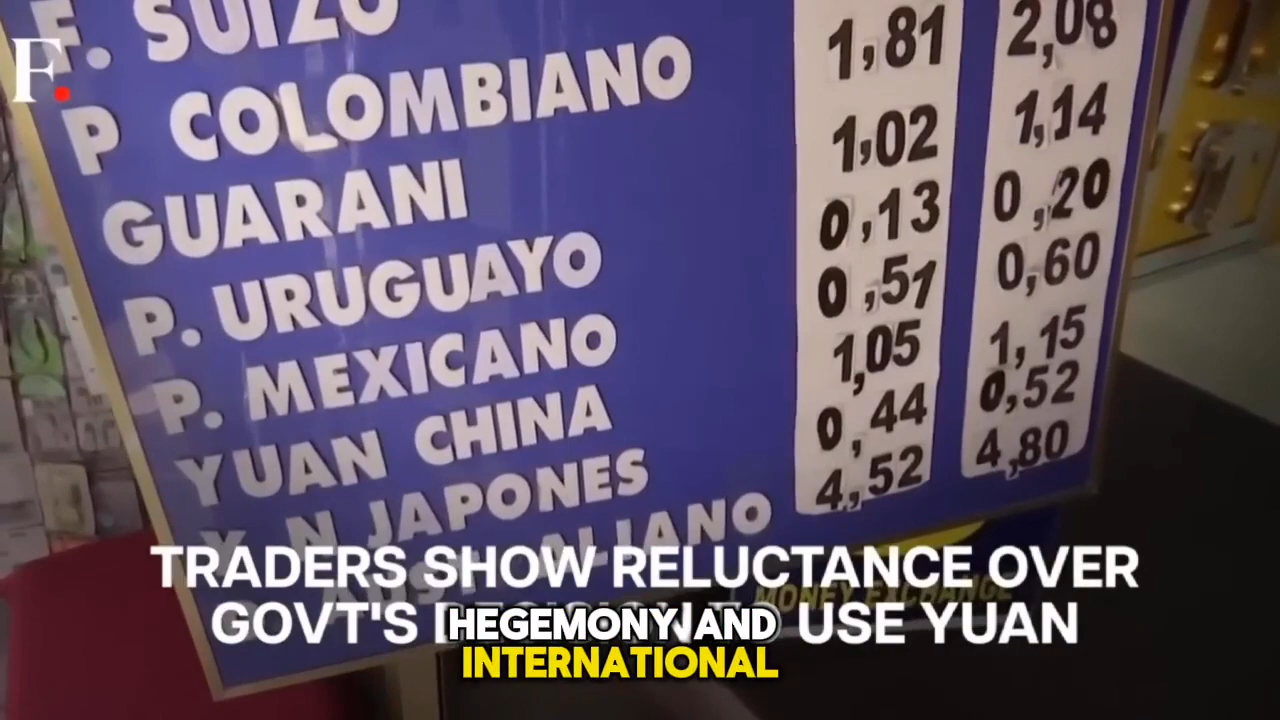 F.
F. SUIZO 1,81 2,08
P COLOMBIANO 1,02 1,14
GUARANI 0,13 0,20
P. URUGUAYO 0,51 0,60
P. MEXICANO 1,05 1,15
YUAN CHINA 0,44 0,52
JAPONES 4,52 4,80
TRADERS SHOW RELUCTANCE OVER
MONEY EXCHANGE
GOVT'S USE YUAN
HEGEMONY AND
INTERNATIONAL